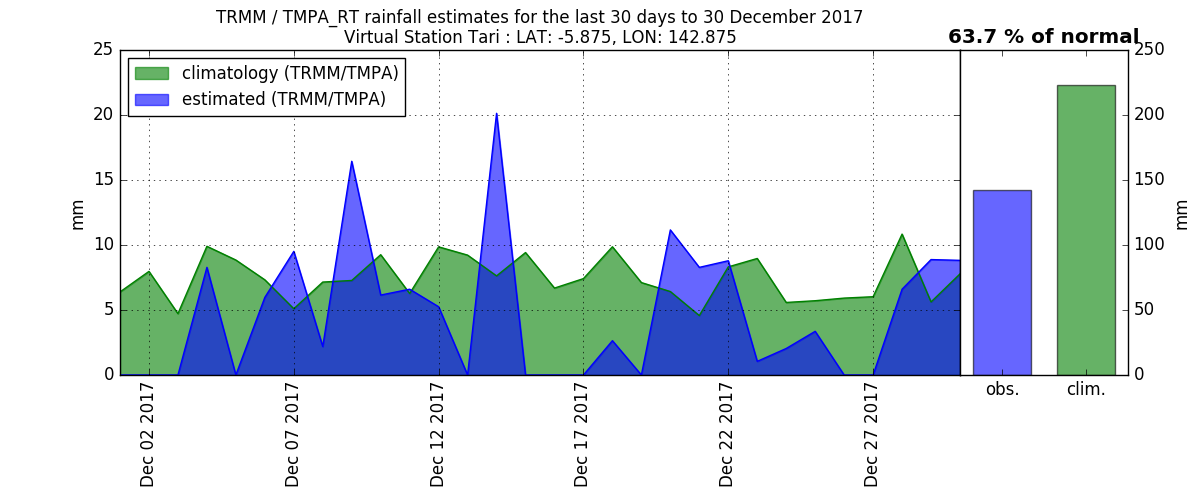 TRMM / TMPA_RT rainfall estimates for the last 30 days to 30 December 2017
Virtual Station Tari : LAT: -5.875, LON: 142.875
63.7 % of normal
climatology (TRMM/TMPA)
estimated (TRMM/TMPA)
25
20
15
10
5
0
mm
Dec 02 2017
Dec 07 2017
Dec 12 2017
Dec 17 2017
Dec 22 2017
Dec 27 2017
obs.
clim.
250
200
150
100
50
0
mm